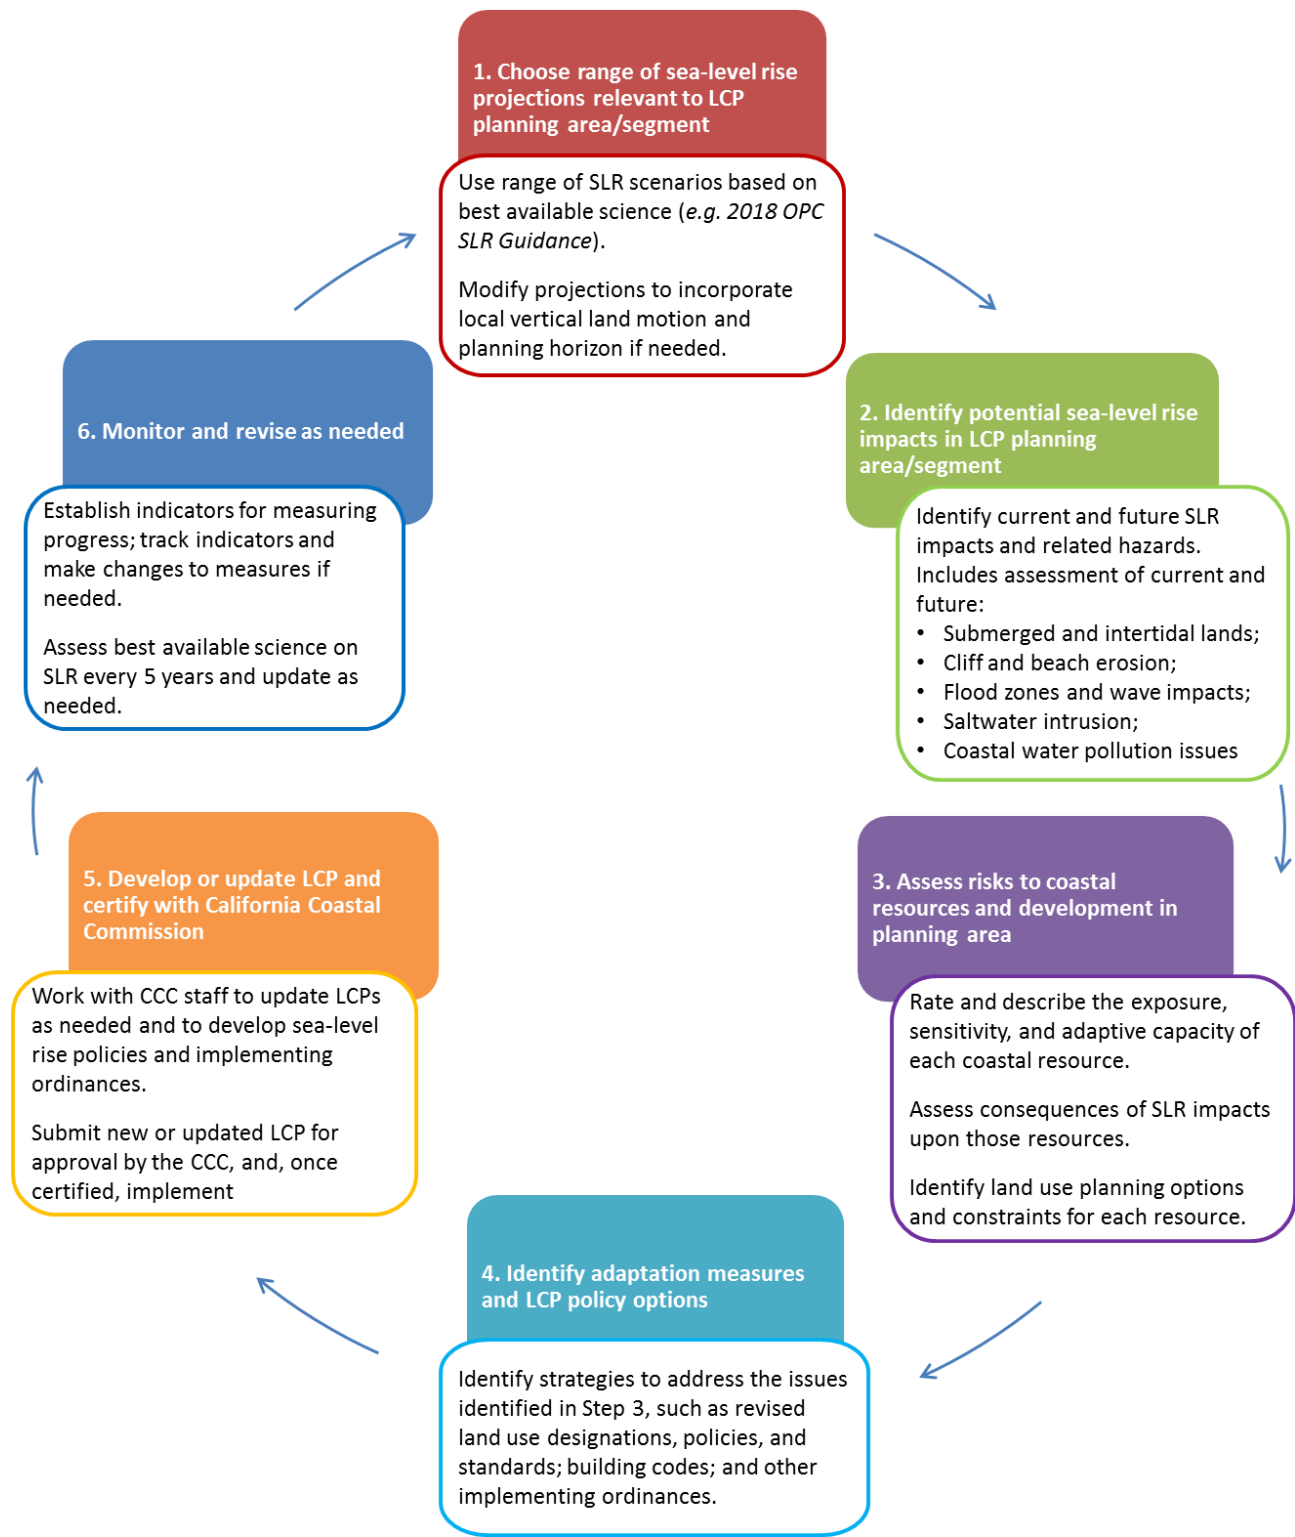 1. Choose range of sea-level rise
projections relevant to LCP
planning area/segment
Use range of SLR scenarios based on
best available science (e.g. 2018 OPC
SLR Guidance).
Modify projections to incorporate
local vertical land motion and
planning horizon if needed.
2. Identify potential sea-level rise
impacts in LCP planning
area/segment
Identify current and future SLR
impacts and related hazards.
Includes assessment of current and
future:
• Submerged and intertidal lands;
• Cliff and beach erosion;
• Flood zones and wave impacts;
• Saltwater intrusion;
• Coastal water pollution issues
3. Assess risks to coastal
resources and development in
planning area
Rate and describe the exposure,
sensitivity, and adaptive capacity of
each coastal resource.
Assess consequences of SLR impacts
upon those resources.
Identify land use planning options
and constraints for each resource.
4. Identify adaptation measures
and LCP policy options
Identify strategies to address the issues
identified in Step 3, such as revised
land use designations, policies, and
standards; building codes; and other
implementing ordinances.
5. Develop or update LCP and
certify with California Coastal
Commission
Work with CCC staff to update LCPs
as needed and to develop sea-level
rise policies and implementing
ordinances.
Submit new or updated LCP for
approval by the CCC, and, once
certified, implement
6. Monitor and revise as needed
Establish indicators for measuring
progress; track indicators and
make changes to measures if
needed.
Assess best available science on
SLR every 5 years and update as
needed.